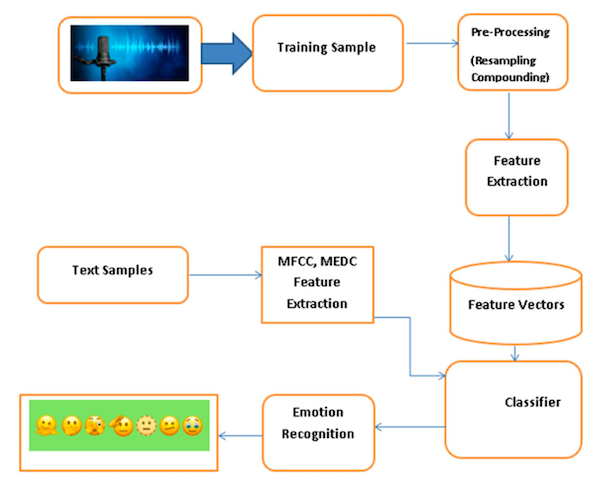 Training Sample
Pre-Processing
(Resampling
Compounding)
Feature
Extraction
Text Samples
MFCC, MEDC
Feature
Extraction
Feature Vectors
Classifier
Emotion
Recognition